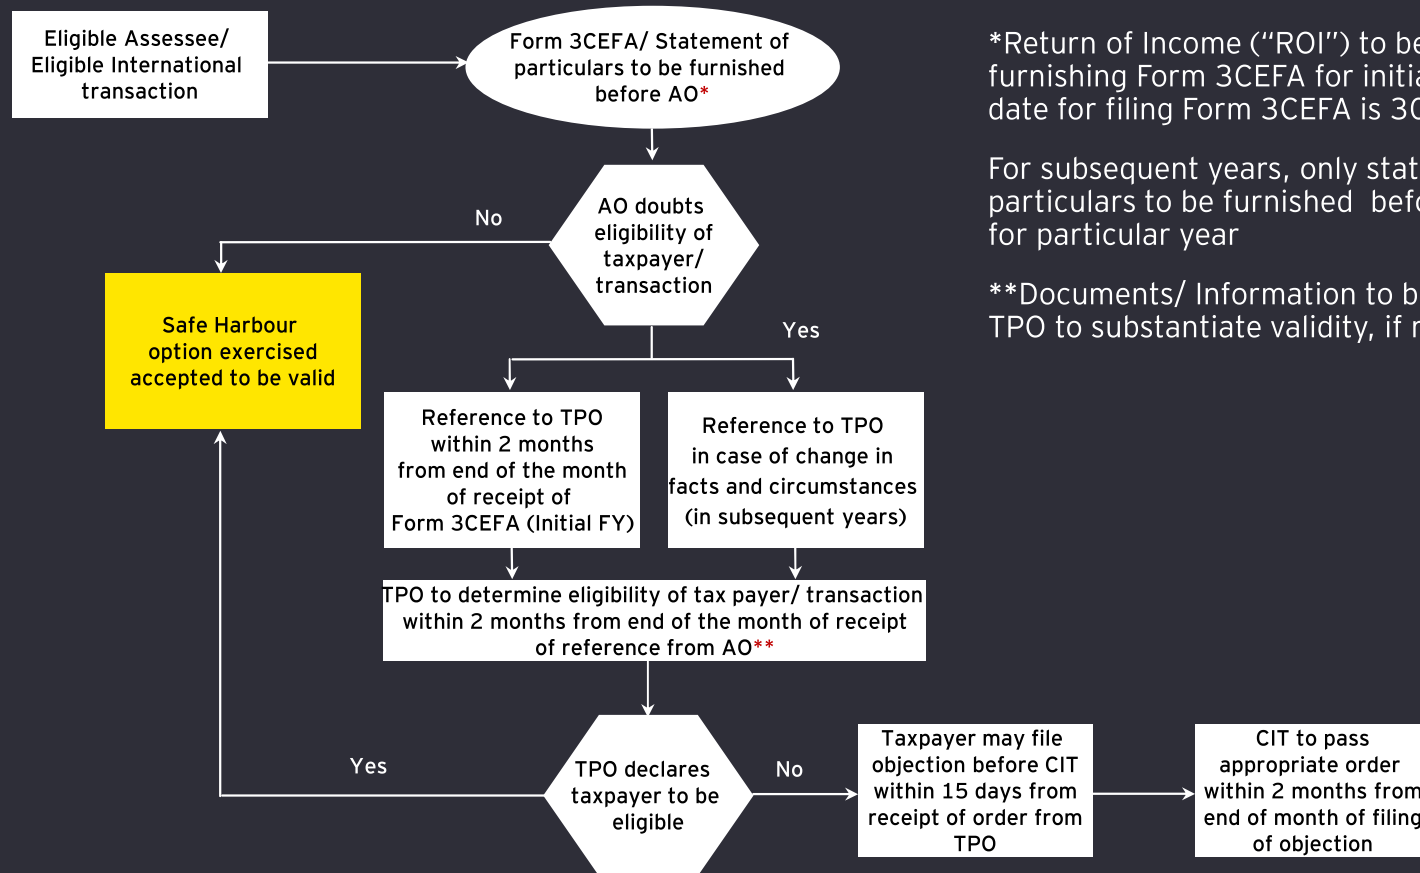 Eligible Assessee/
Eligible International
transaction
Form 3CEFA/ Statement of
particulars to be furnished
before AO*
*Return of Income (“ROI”) to be
furnishing Form 3CEFA for
date for filing Form 3CEFA is
For subsequent years, only
particulars to be furnished
for particular year
**Documents/ Information to
TPO to substantiate validity, if
AO doubts
eligibility of
taxpayer/
transaction
No
Yes
Safe Harbour
option exercised
accepted to be valid
Reference to TPO
within 2 months
from end of the month
of receipt of
Form 3CEFA (Initial FY)
Reference to TPO
in case of change in
facts and circumstances
(in subsequent years)
TPO to determine eligibility of tax payer/ transaction
within 2 months from end of the month of receipt
of reference from AO**
Yes
TPO declares
taxpayer to be
eligible
No
Taxpayer may file
objection before CIT
within 15 days from
receipt of order from
TPO
CIT to pass
appropriate order
within 2 months from
end of month of filing
of objection